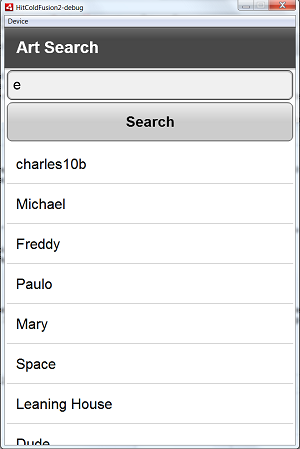 HitColdFusion2-debug
Device
Art Search
e
Search
charles10b
Michael
Freddy
Paulo
Mary
Space
Leaning House
Dude